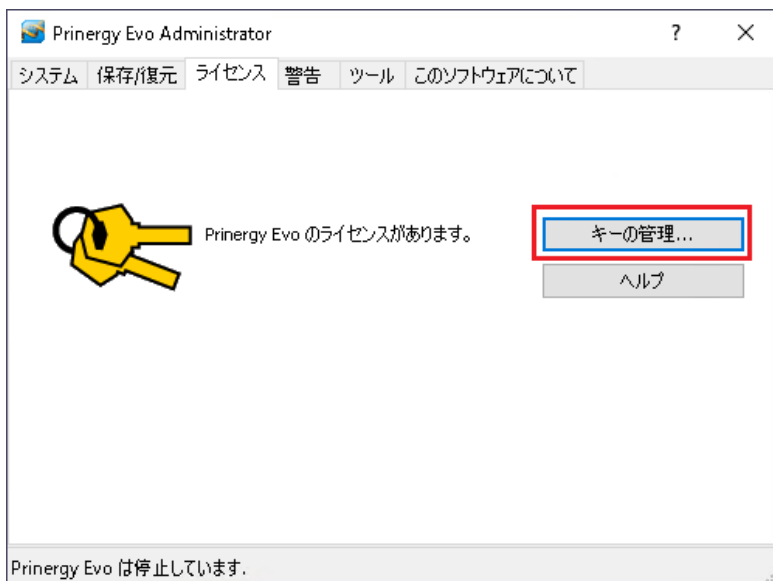 Prinergy Evo Administrator ? ×
システム 保存/復元 ライセンス 警告 ツール このソフトウェアについて
Prinergy Evo のライセンスがあります。
キーの管理...
ヘルプ
Prinergy Evo は停止しています.